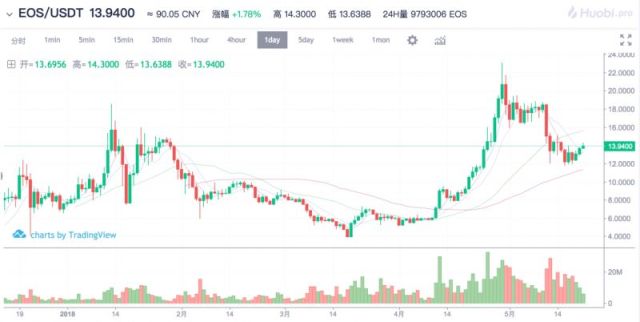 EOS/USDT 13.9400 ≈ 90.05 CNY 涨幅 +1.78% 高 14.3000 低 13.6388 24H量 9793006 EOS Huobi.pro
分时 1min 5min 15min 30min 1hour 4hour 1day 5day 1week 1mon
开=13.6956 高=14.3000 低=13.6388 收=13.9400
24.0000
22.0000
20.0000
18.0000
16.0000
13.9400
12.0000
10.0000
8.0000
6.0000
4.0000
charts by TradingView
20M
0
19 2018 14 2月 14 3月 14 4月 14 5月 14